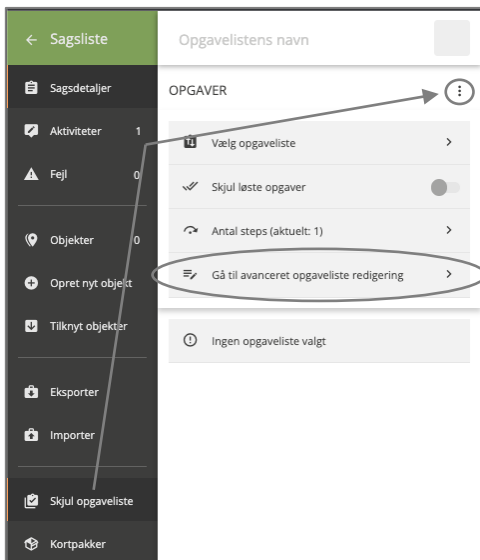 Sagsliste
Opgavelistens navn
Sagsdetaljer
OPGAVER
Aktiviteter 1
Vælg opgaveliste
Fejl 0
Skjul løste opgaver
Objekter 0
Antal steps (aktuelt: 1)
Opret nyt objekt
Gå til avanceret opgaveliste redigering
Tilknyt objekter
Ingen opgaveliste valgt
Eksporter
Importer
Skjul opgaveliste
Kortpakker